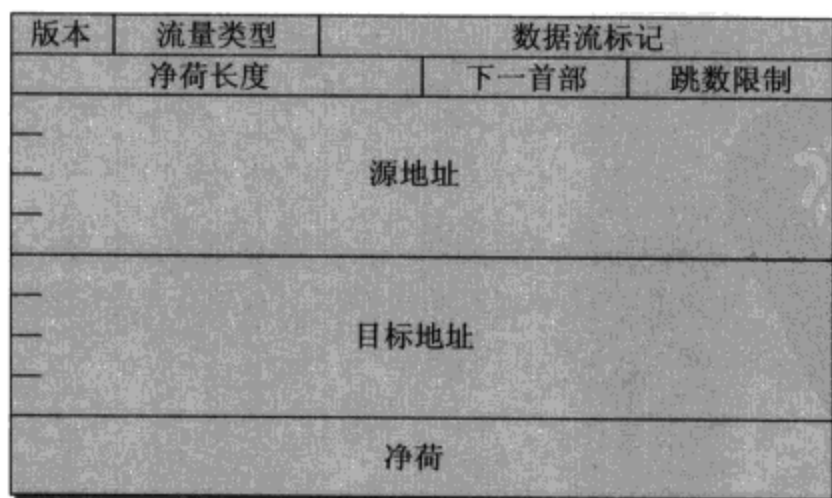 版本 流量类型 数据流标记
净荷长度 下一首部 跳数限制
源地址
目标地址
净荷